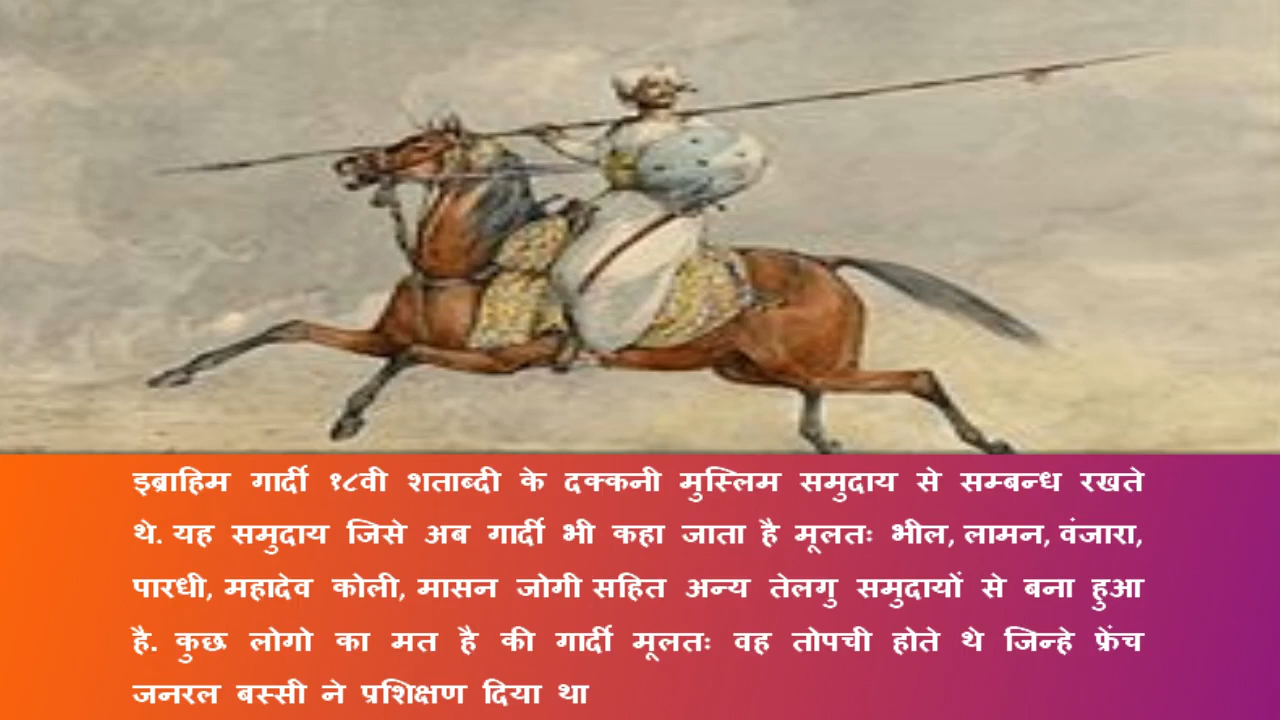 इब्राहिम गार्दी १८वी शताब्दी के दक्कनी मुस्लिम समुदाय से सम्बन्ध रखते
थे. यह समुदाय जिसे अब गार्दी भी कहा जाता है मूलतः भील, लामन, वंजारा,
पारधी, महादेव कोली, मासन जोगी सहित अन्य तेलगु समुदायों से बना हुआ
है. कुछ लोगो का मत है की गार्दी मूलतः वह तोपची होते थे जिन्हे फ्रेंच
जनरल बस्सी ने प्रशिक्षण दिया था